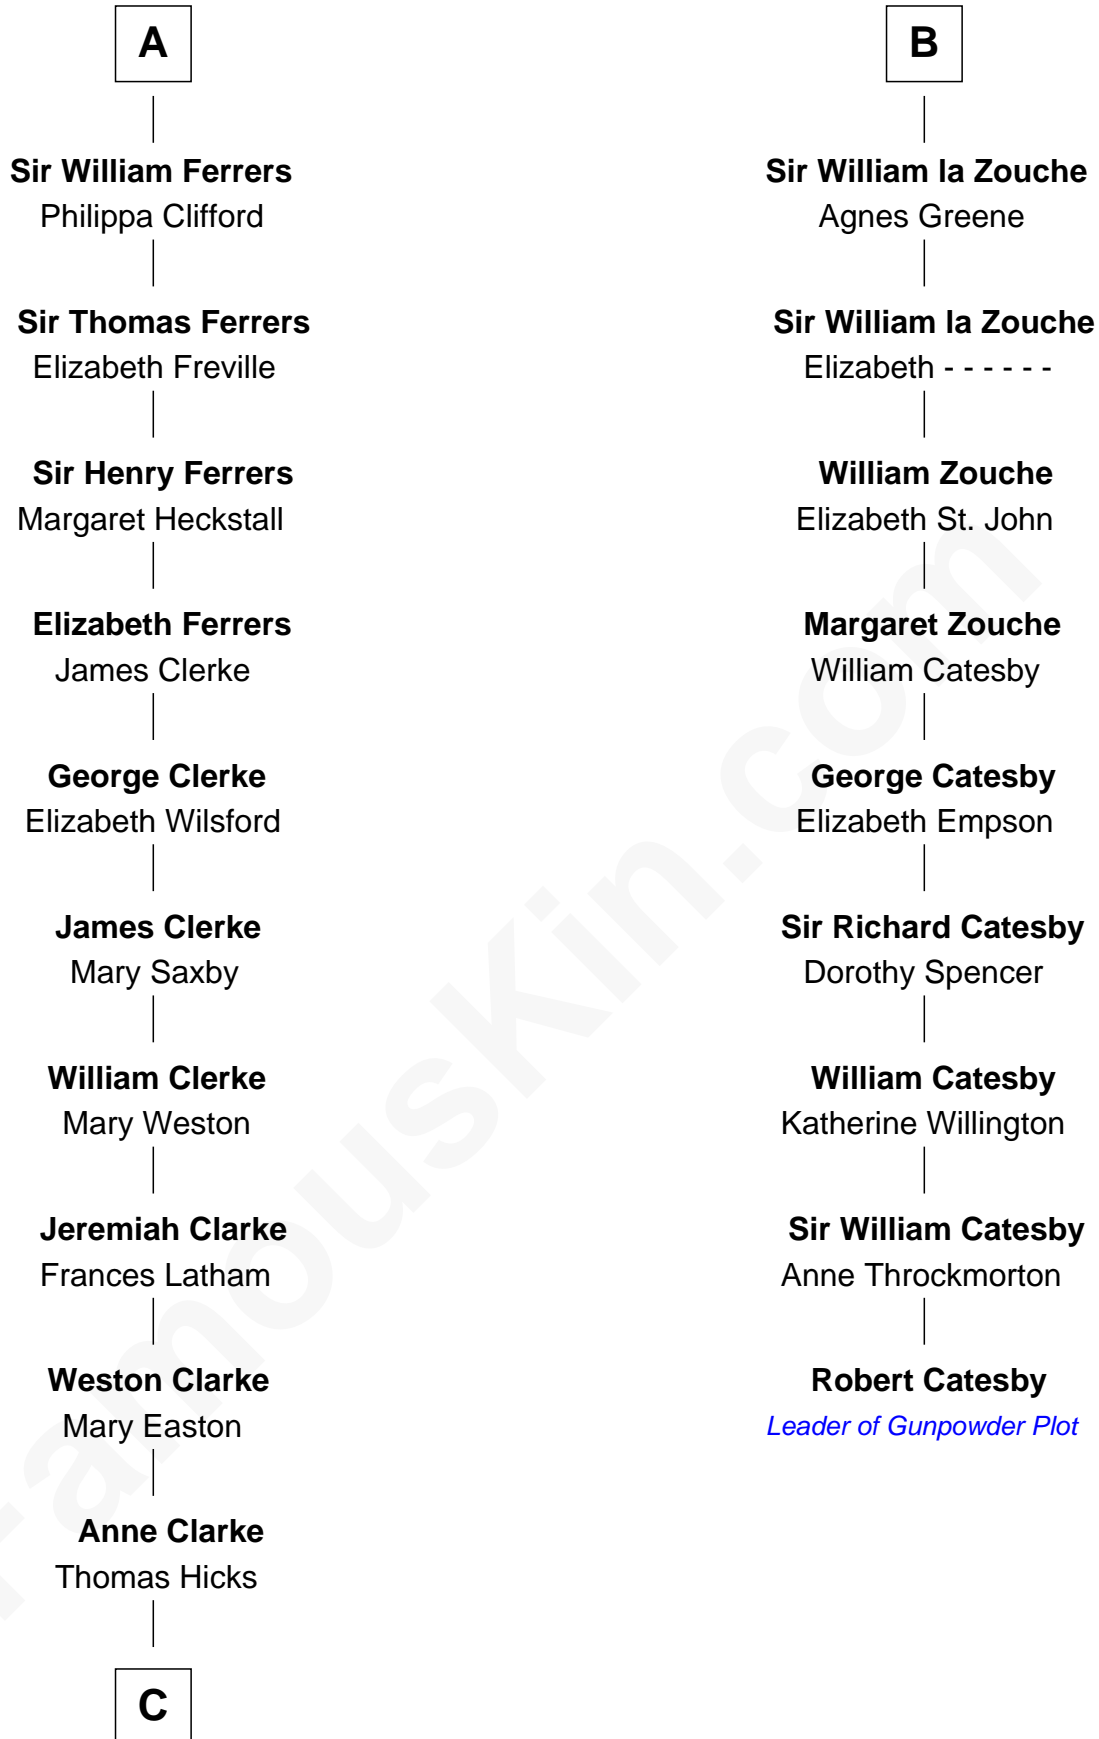 A
Sir William Ferrers
Philippa Clifford
Sir Thomas Ferrers
Elizabeth Freville
Sir Henry Ferrers
Margaret Heckstall
Elizabeth Ferrers
James Clerke
George Clerke
Elizabeth Wilsford
James Clerke
Mary Saxby
William Clerke
Mary Weston
Jeremiah Clarke
Frances Latham
Weston Clarke
Mary Easton
Anne Clarke
Thomas Hicks
C
B
Sir William la Zouche
Agnes Greene
Sir William la Zouche
Elizabeth - - - - - -
William Zouche
Elizabeth St. John
Margaret Zouche
William Catesby
George Catesby
Elizabeth Empson
Sir Richard Catesby
Dorothy Spencer
William Catesby
Katherine Willington
Sir William Catesby
Anne Throckmorton
Robert Catesby
Leader of Gunpowder Plot
FamousKin.com